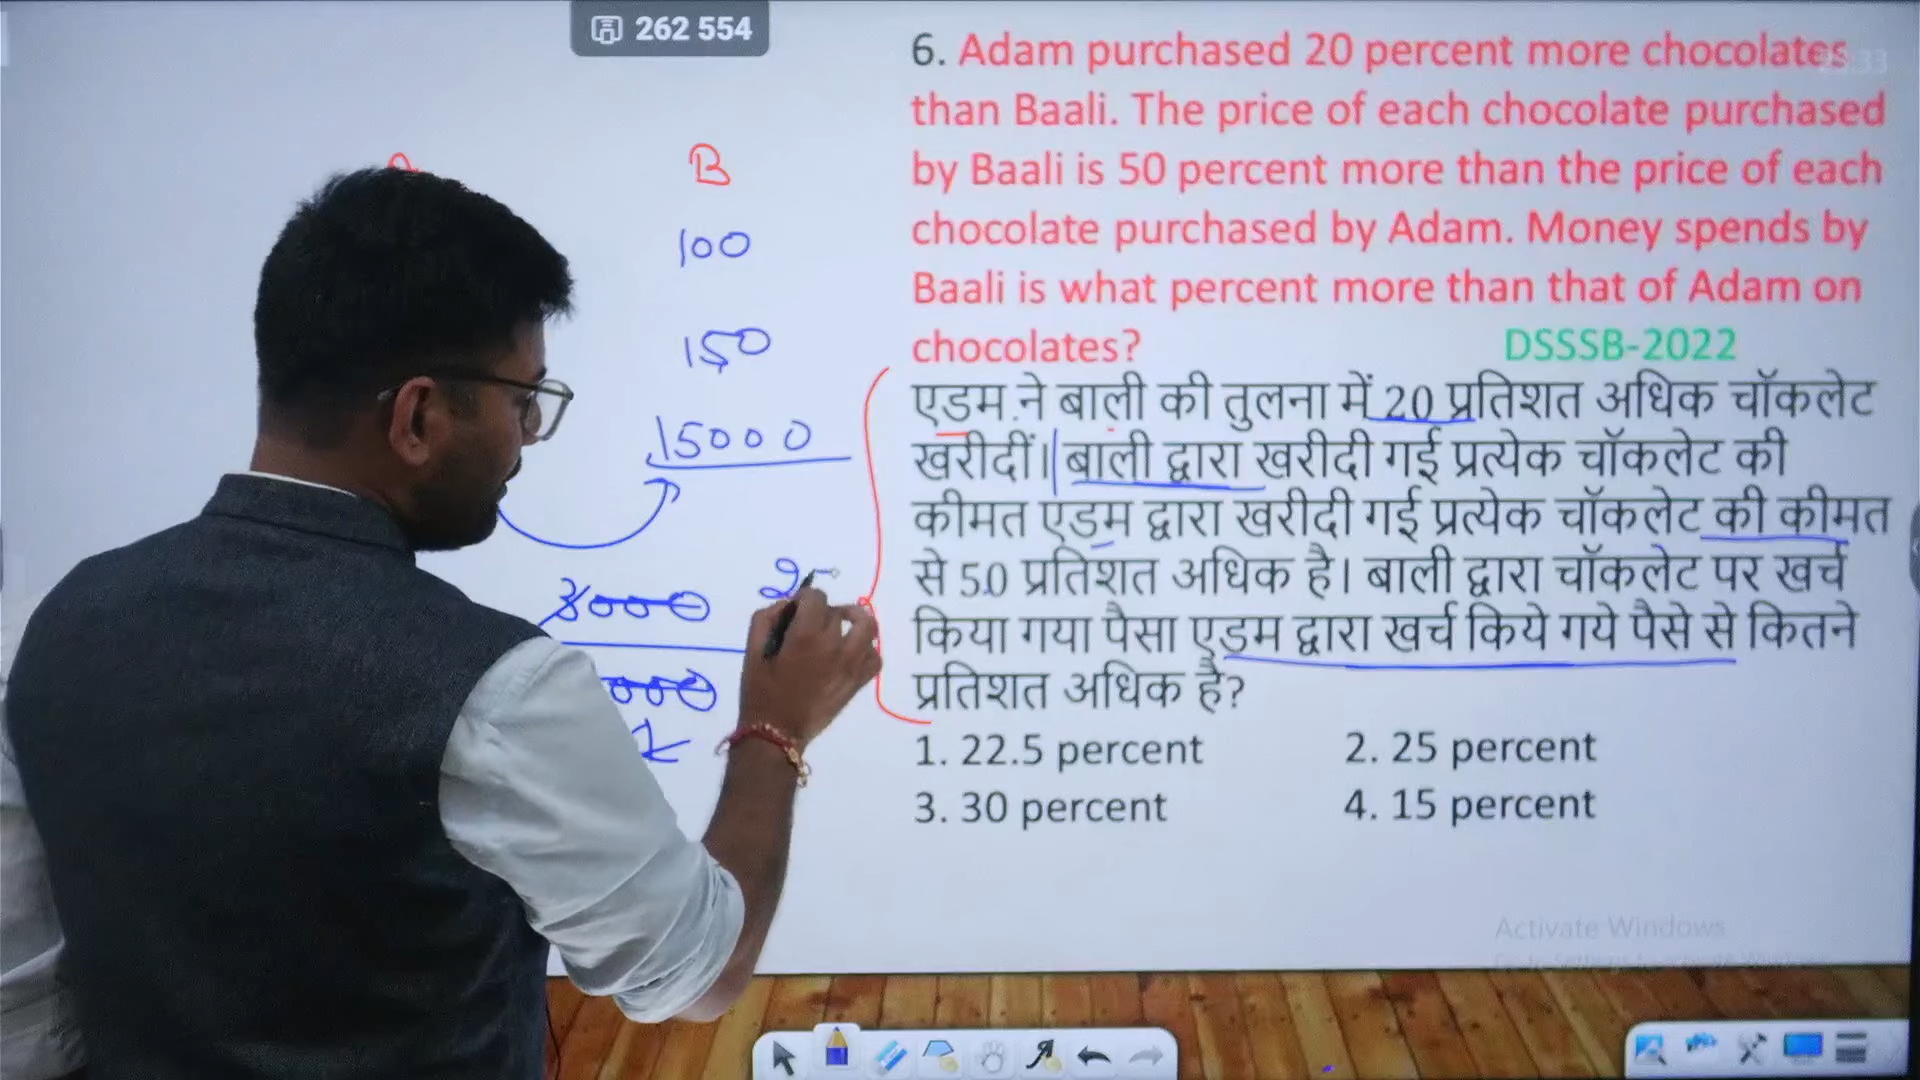 262 554
6. Adam purchased 20 percent more chocolates
than Baali. The price of each chocolate purchased
by Baali is 50 percent more than the price of each
chocolate purchased by Adam. Money spends by
Baali is what percent more than that of Adam on
chocolates? DSSSB-2022
एडम ने बाली की तुलना में 20 प्रतिशत अधिक चॉकलेट
खरीदीं। बाली द्वारा खरीदी गई प्रत्येक चॉकलेट की
कीमत एडम द्वारा खरीदी गई प्रत्येक चॉकलेट की कीमत
से 50 प्रतिशत अधिक है। बाली द्वारा चॉकलेट पर खर्च
किया गया पैसा एडम द्वारा खर्च किये गये पैसे से कितने
प्रतिशत अधिक है?
1. 22.5 percent 2. 25 percent
3. 30 percent 4. 15 percent
B
100
150
15000
3000
000
Activate Windows